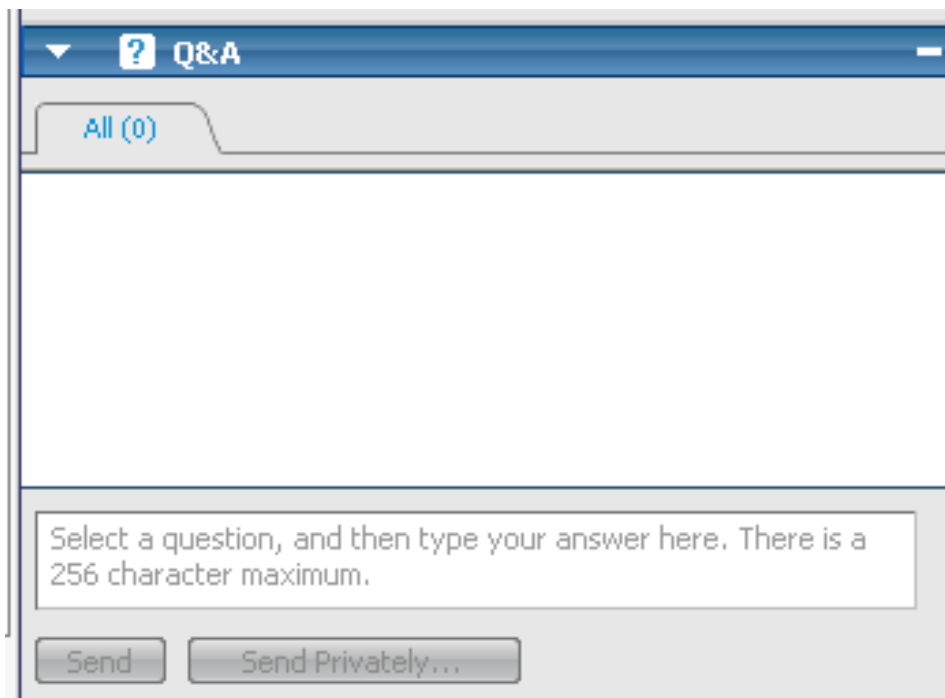 ? Q&A
All (0)
Select a question, and then type your answer here. There is a
256 character maximum.
Send Send Privately...